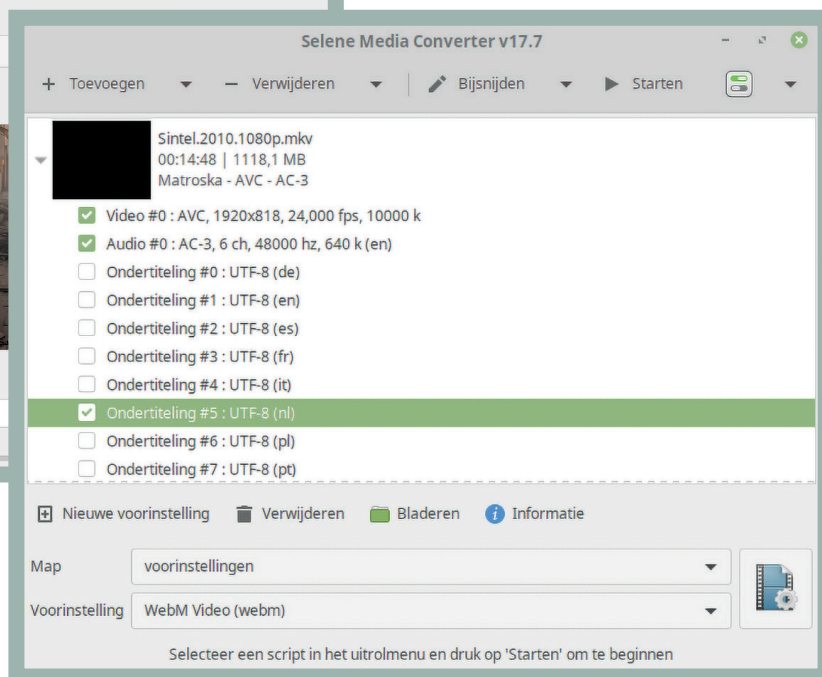 Selene Media Converter v17.7
Toevoegen Verwijderen Bijsnijden Starten
Sintel.2010.1080p.mkv
00:14:48 | 1118,1 MB
Matroska - AVC - AC-3
Video #0 : AVC, 1920x818, 24,000 fps, 10000 k
Audio #0 : AC-3, 6 ch, 48000 hz, 640 k (en)
Ondertiteling #0 : UTF-8 (de)
Ondertiteling #1 : UTF-8 (en)
Ondertiteling #2 : UTF-8 (es)
Ondertiteling #3 : UTF-8 (fr)
Ondertiteling #4 : UTF-8 (it)
Ondertiteling #5 : UTF-8 (nl)
Ondertiteling #6 : UTF-8 (pl)
Ondertiteling #7 : UTF-8 (pt)
Nieuwe voorinstelling Verwijderen Bladeren Informatie
Map voorinstellingen
Voorinstelling WebM Video (webm)
Selecteer een script in het uitrolmenu en druk op 'Starten' om te beginnen